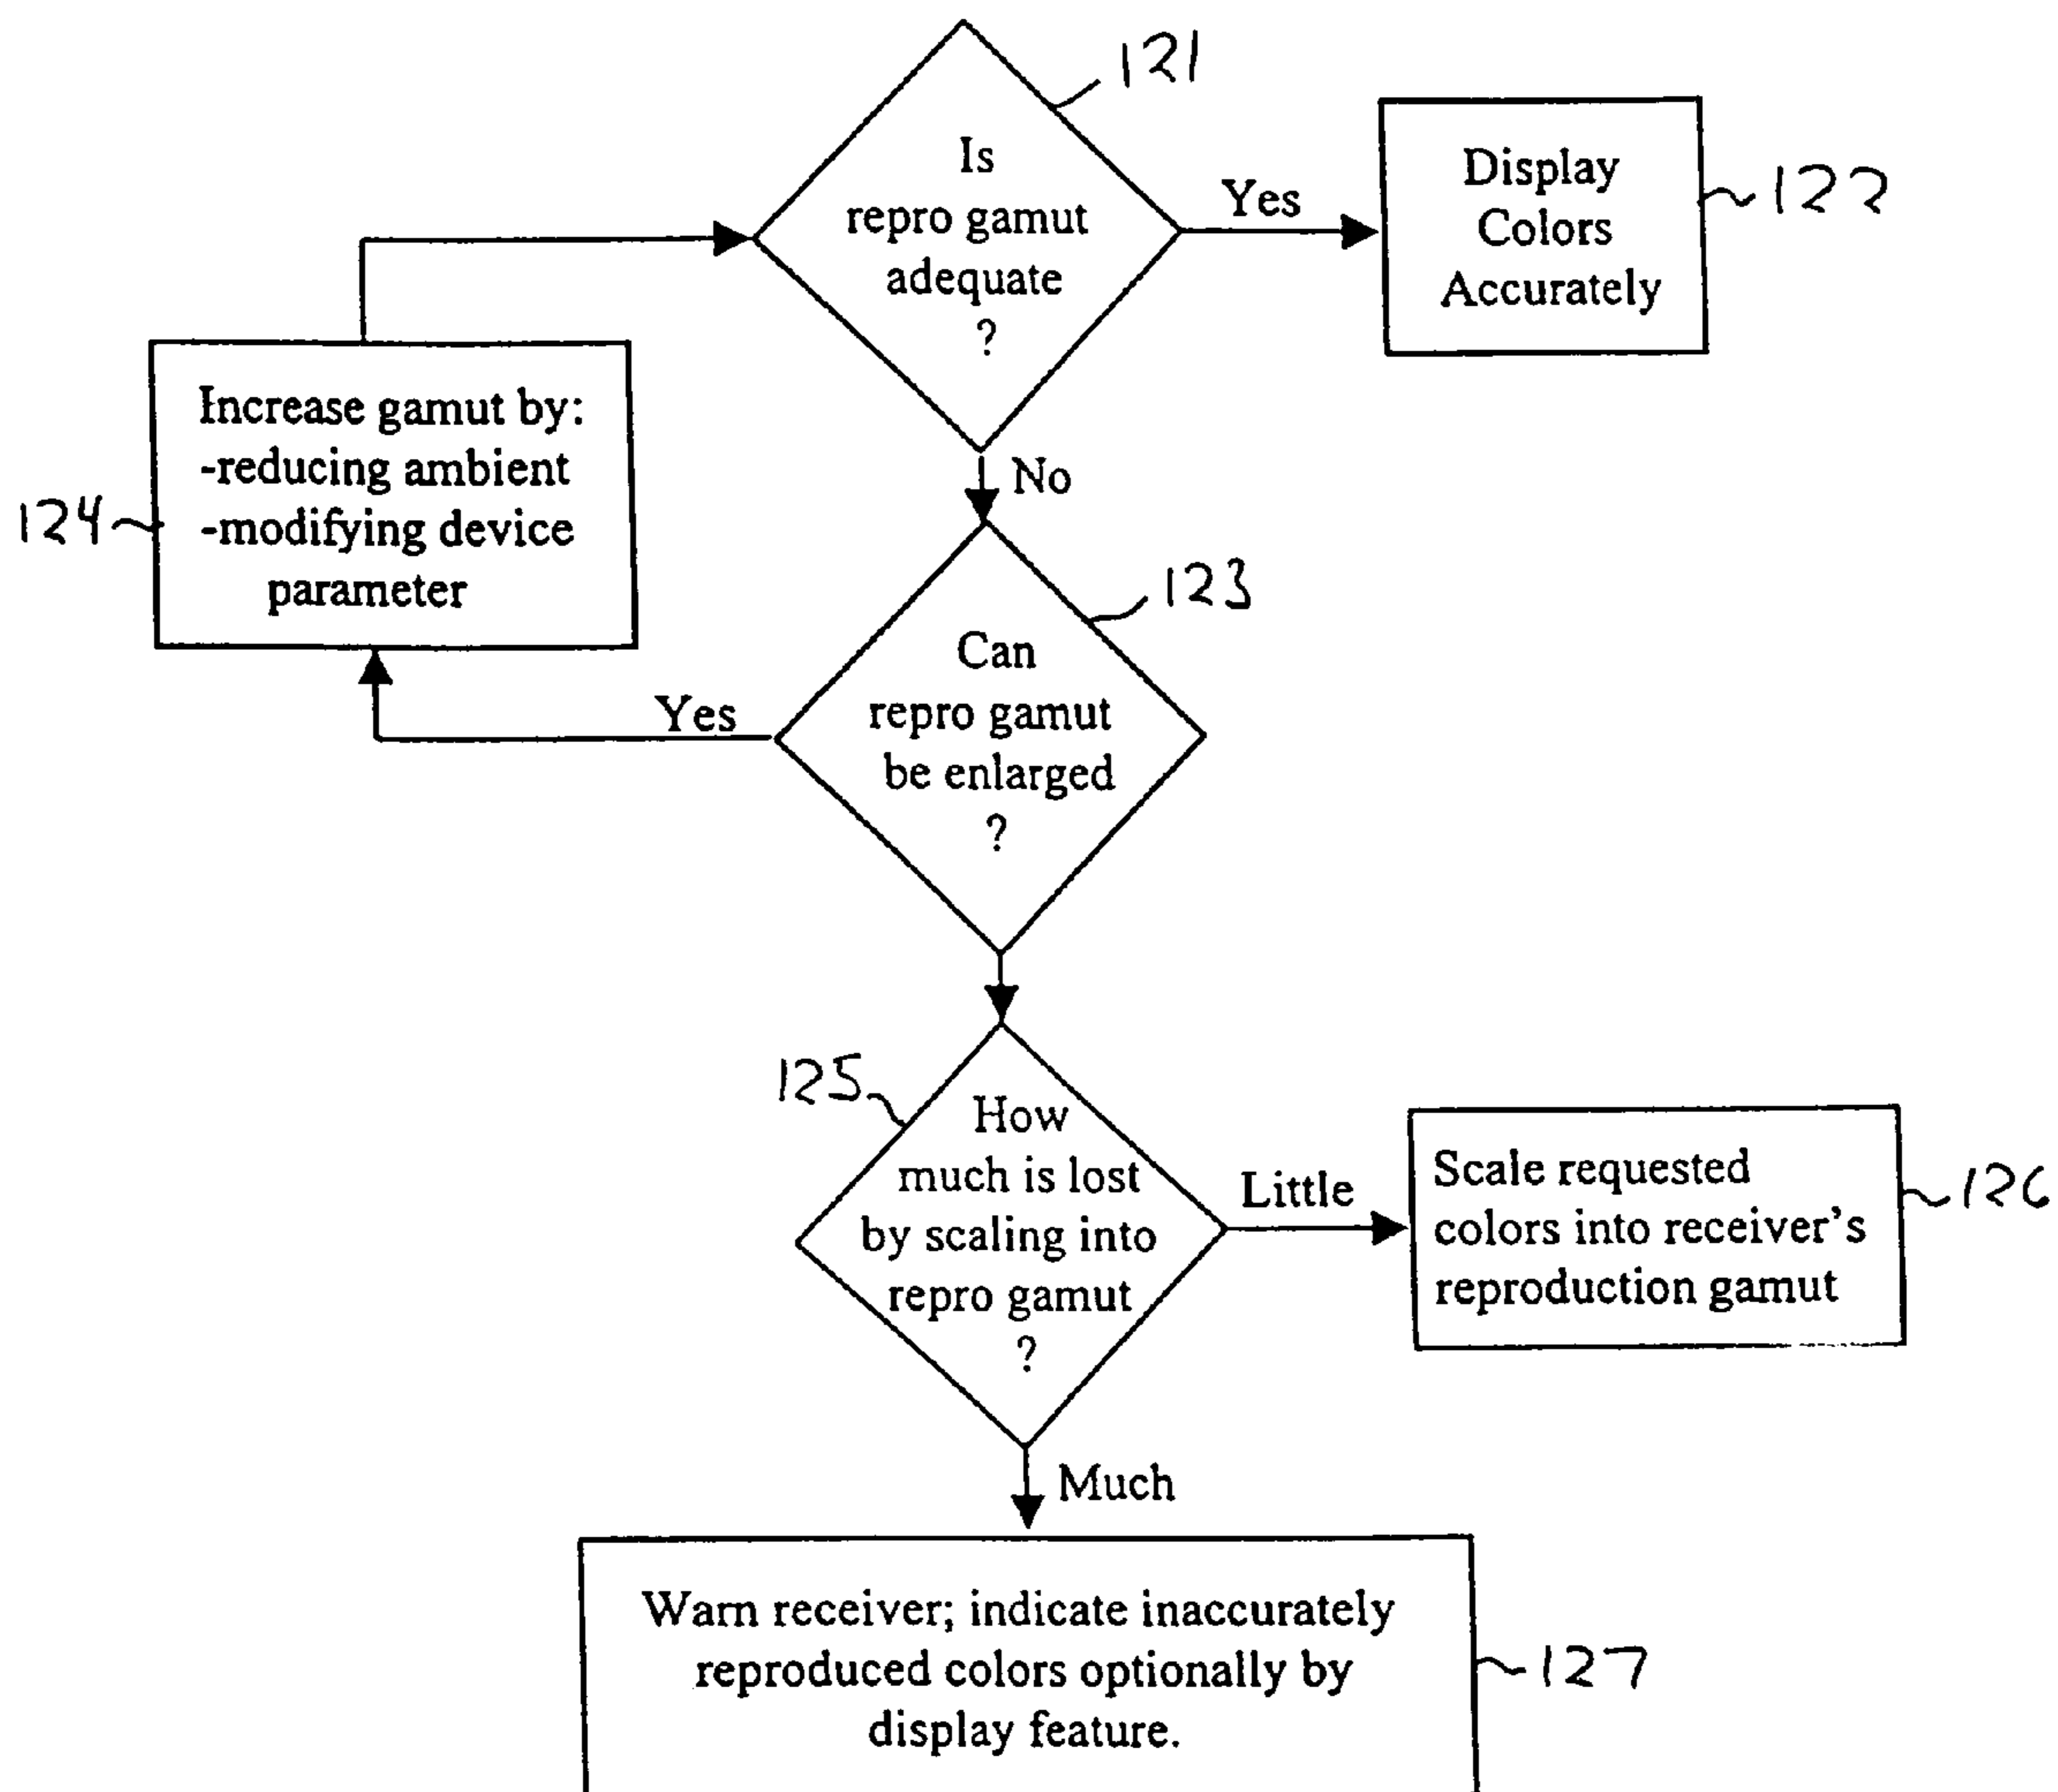 121
Is
repro gamut
adequate
?
Yes
Display
Colors
Accurately
122
Increase gamut by:
-reducing ambient
-modifying device
parameter
124
No
123
Can
repro gamut
be enlarged
?
Yes
125
How
much is lost
by scaling into
repro gamut
?
Little
Scale requested
colors into receiver's
reproduction gamut
126
Much
Warn receiver; indicate inaccurately
reproduced colors optionally by
display feature.
127